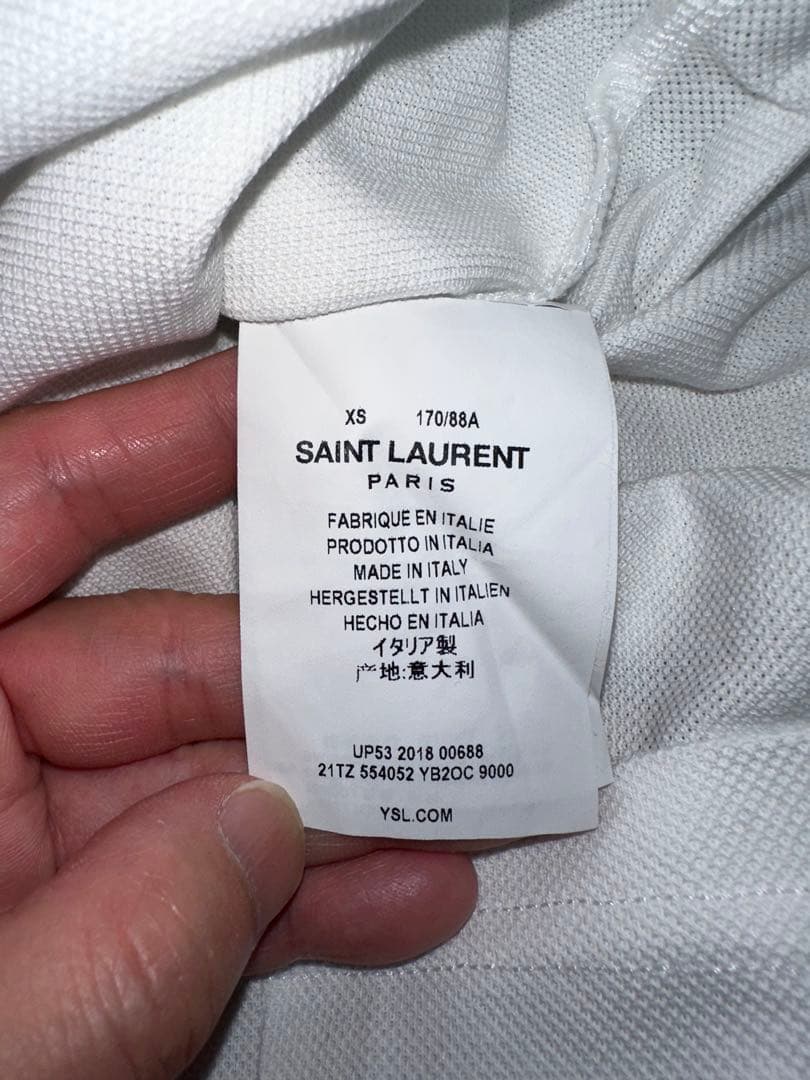 XS 170/88A
SAINT LAURENT
PARIS
FABRIQUE EN ITALIE
PRODOTTO IN ITALIA
MADE IN ITALY
HERGESTELLT IN ITALIEN
HECHO EN ITALIA
イタリア製
产地:意大利
UP53 2018 00688
21TZ 554052 YB2OC 9000
YSL.COM